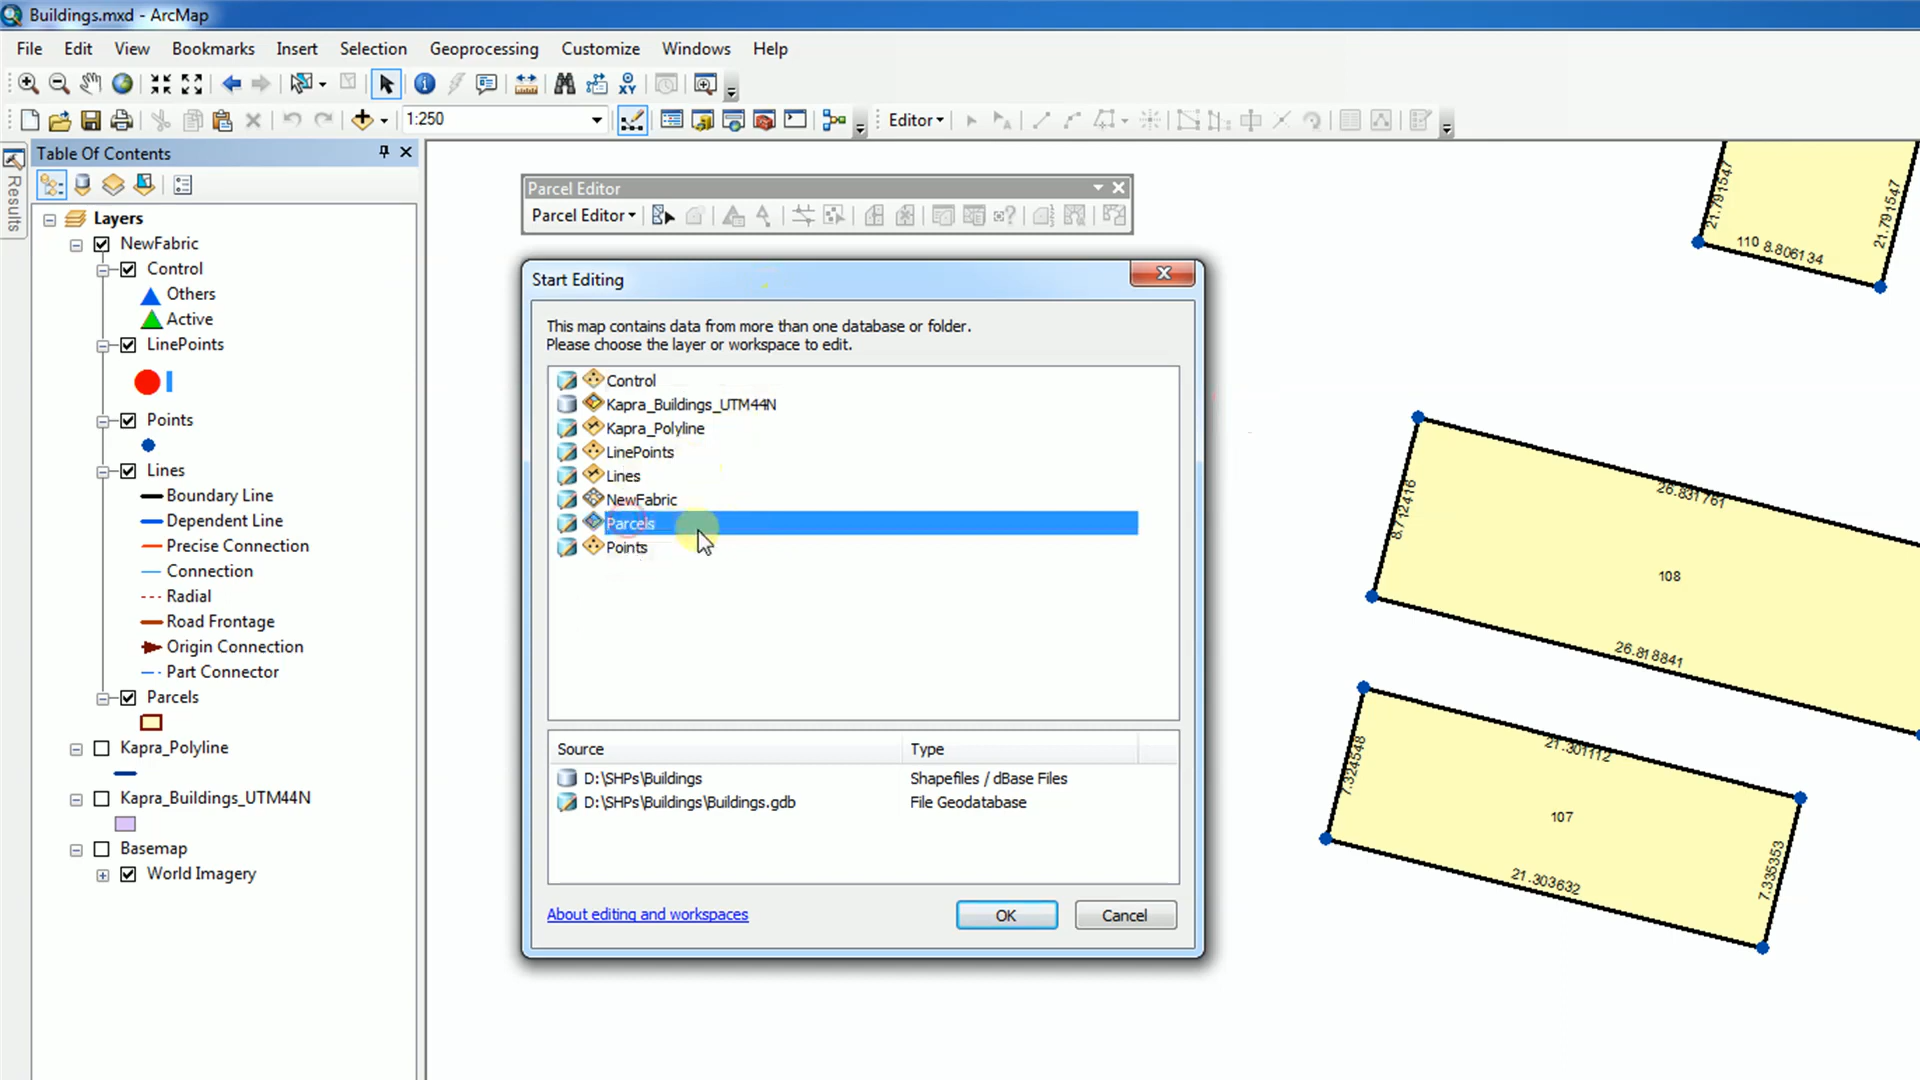 Buildings.mxd - ArcMap
File Edit View Bookmarks Insert Selection Geoprocessing Customize Windows Help
XY
1:250
Editor
Table Of Contents
Results
Layers
NewFabric
Control
Others
Active
LinePoints
Points
Lines
Boundary Line
Dependent Line
Precise Connection
Connection
Radial
Road Frontage
Origin Connection
Part Connector
Parcels
Kapra_Polyline
Kapra_Buildings_UTM44N
Basemap
World Imagery
Parcel Editor
Parcel Editor
Start Editing
This map contains data from more than one database or folder.
Please choose the layer or workspace to edit.
Control
Kapra_Buildings_UTM44N
Kapra_Polyline
LinePoints
Lines
NewFabric
Parcels
Points
Source Type
D:\SHPs\Buildings Shapefiles / dBase Files
D:\SHPs\Buildings\Buildings.gdb File Geodatabase
About editing and workspaces
OK
Cancel
21.791547
21.791547
110
8.806134
26.831761
8.712416
108
26.818841
21.301112
7.324548
107
21.303632
7.335353